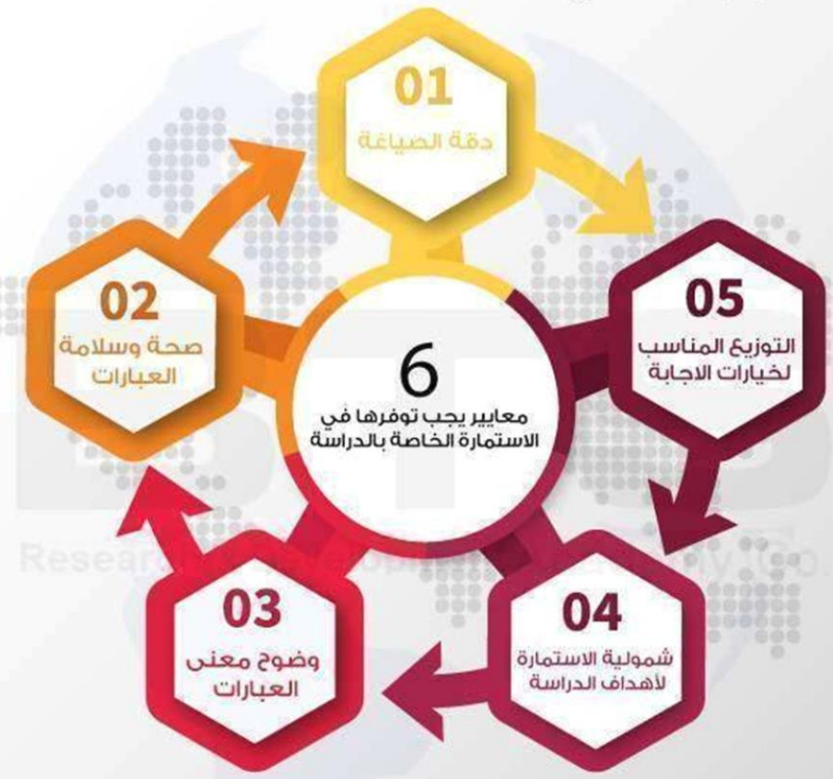 01
دقة الصياغة
02
صحة وسلامة
العبارات
03
وضوح معنى
العبارات
04
شمولية الاستمارة
لأهداف الدراسة
05
التوزيع المناسب
لخيارات الاجابة
6
معايير يجب توفرها في
الاستمارة الخاصة بالدراسة